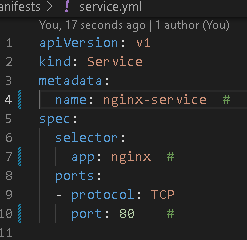 anifests > ! service.yml
You, 17 seconds ago | 1 author (You)
1 apiVersion: v1
2 kind: Service
3 metadata:
4 name: nginx-service #
5 spec:
6 selector:
7 app: nginx #
8 ports:
9 - protocol: TCP
10 port: 80 #
11